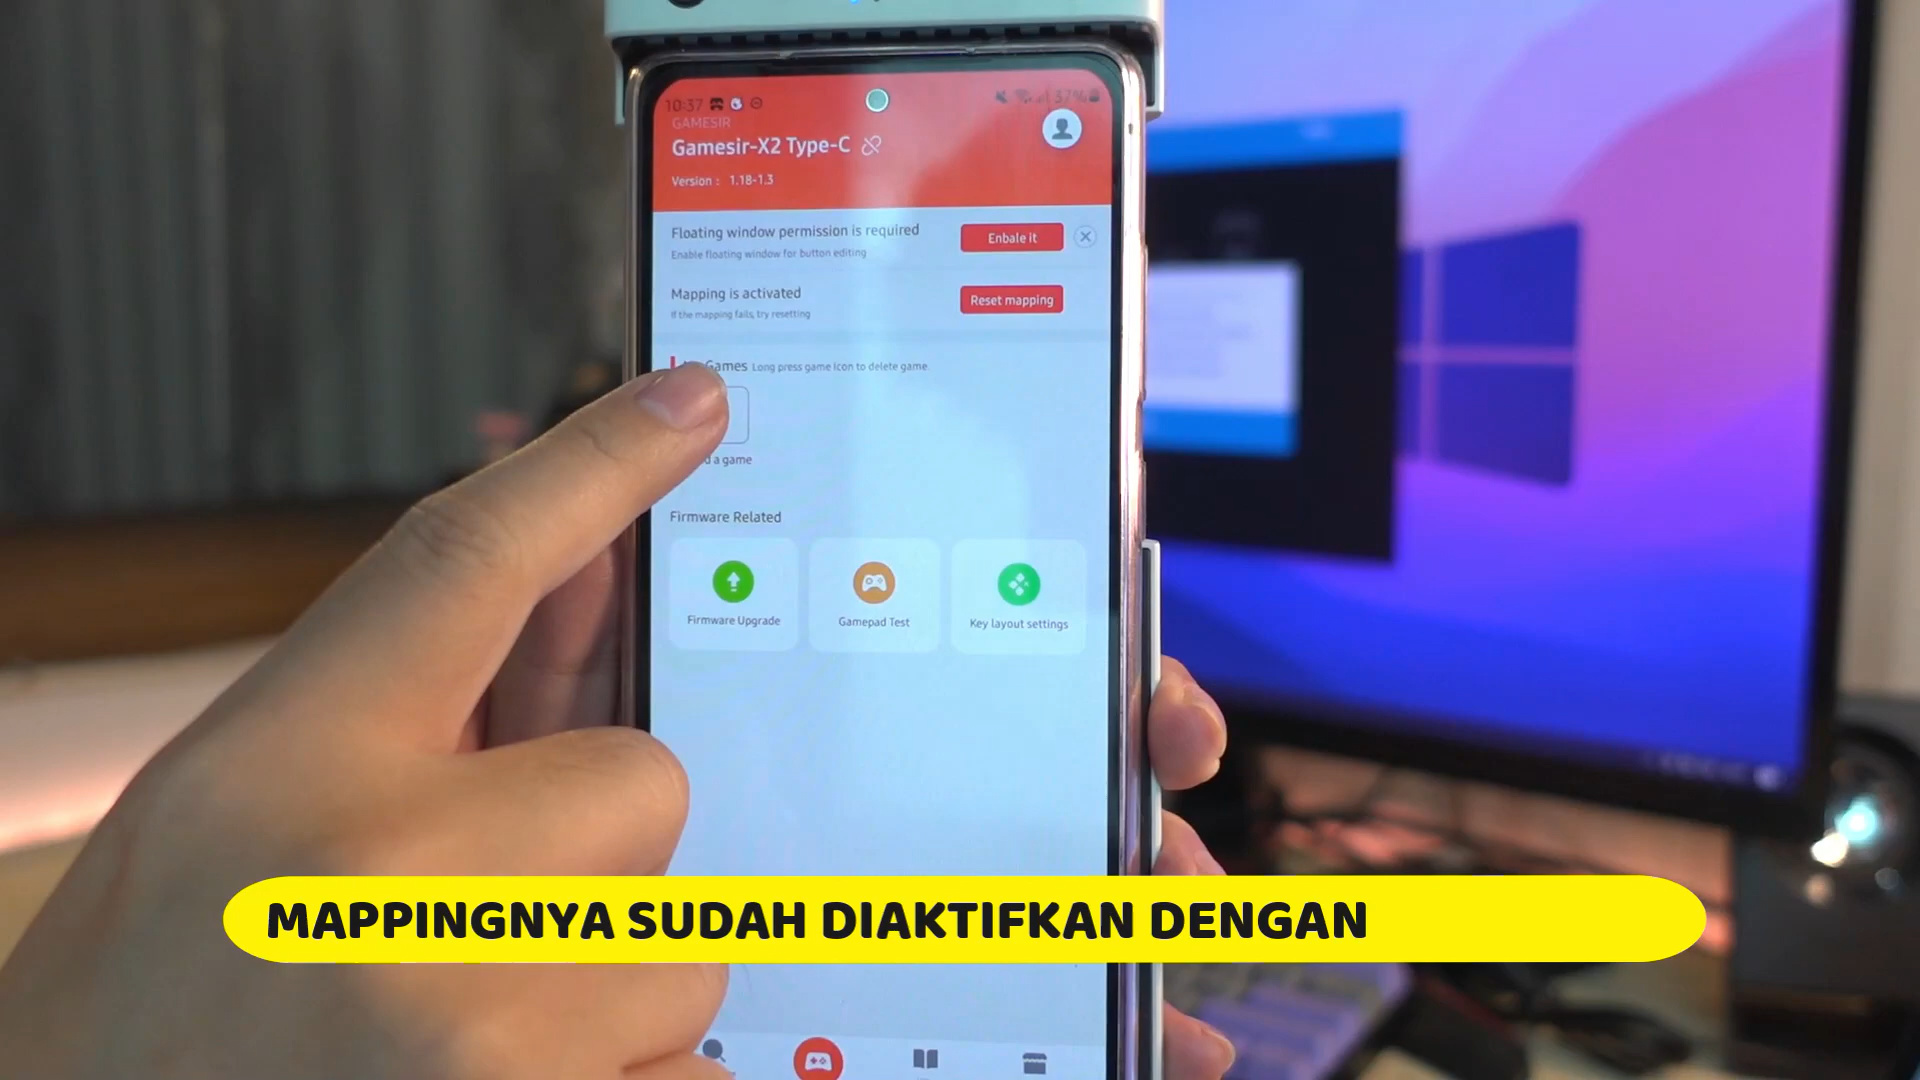 10:37
37%
GAMESIR
Gamesir-X2 Type-C
Version : 1.18-1.3
Floating window permission is required
Enable floating window for button editing
Enbale it
Mapping is activated
If the mapping fails, try resetting
Reset mapping
Games Long press game Icon to delete game.
a game
Firmware Related
Firmware Upgrade
Gamepad Test
Key layout settings
MAPPINGNYA SUDAH DIAKTIFKAN DENGAN